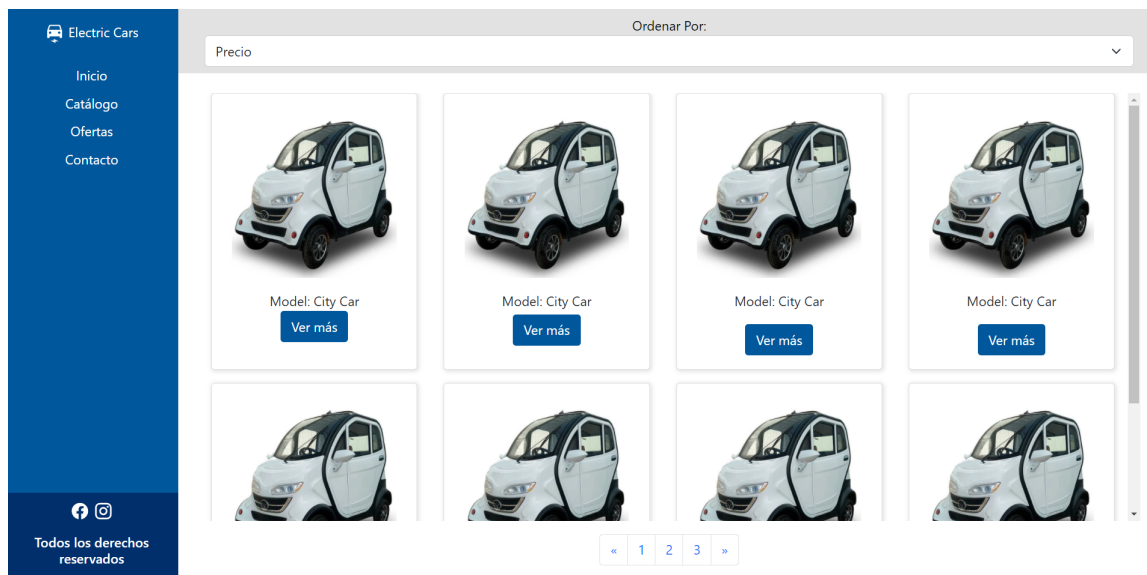 Electric Cars
Inicio
Catálogo
Ofertas
Contacto
Todos los derechos
reservados
Ordenar Por:
Precio
Model: City Car
Ver más
Model: City Car
Ver más
Model: City Car
Ver más
Model: City Car
Ver más
« 1 2 3 »